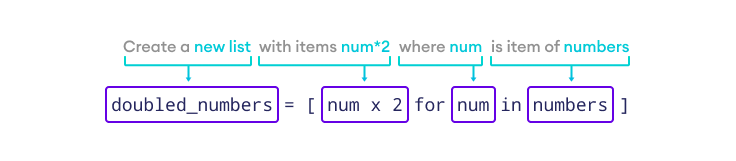 Create a new list with items num*2 where num is item of numbers
doubled_numbers = [ num x 2 for num in numbers ]